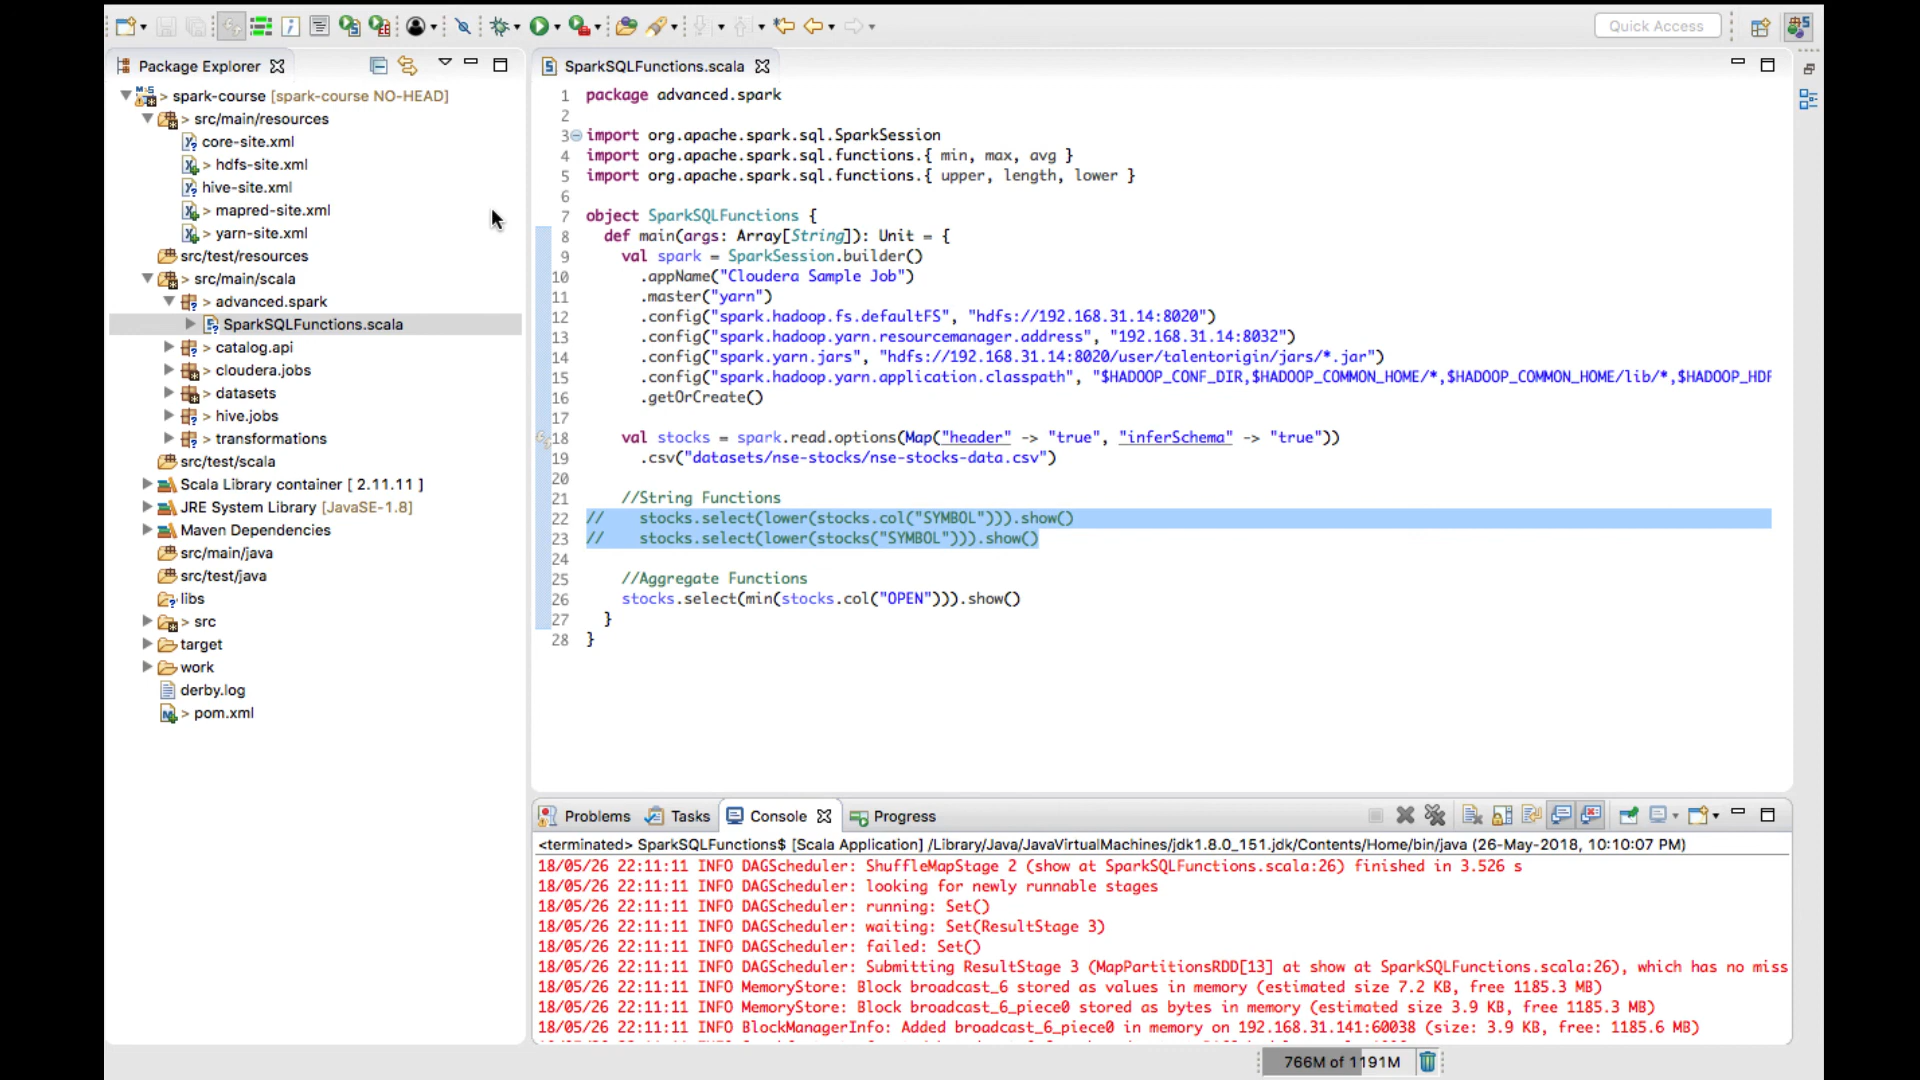 Quick Access
Package Explorer
> spark-course [spark-course NO-HEAD]
> src/main/resources
core-site.xml
> hdfs-site.xml
hive-site.xml
> mapred-site.xml
> yarn-site.xml
src/test/resources
> src/main/scala
> advanced.spark
SparkSQLFunctions.scala
> catalog.api
> cloudera.jobs
> datasets
> hive.jobs
> transformations
src/test/scala
Scala Library container [ 2.11.11 ]
JRE System Library [JavaSE-1.8]
Maven Dependencies
src/main/java
src/test/java
libs
> src
target
work
derby.log
> pom.xml
SparkSQLFunctions.scala
1 package advanced.spark
2
3 import org.apache.spark.sql.SparkSession
4 import org.apache.spark.sql.functions.{ min, max, avg }
5 import org.apache.spark.sql.functions.{ upper, length, lower }
6
7 object SparkSQLFunctions {
8 def main(args: Array[String]): Unit = {
9 val spark = SparkSession.builder()
10 .appName("Cloudera Sample Job")
11 .master("yarn")
12 .config("spark.hadoop.fs.defaultFS", "hdfs://192.168.31.14:8020")
13 .config("spark.hadoop.yarn.resourcemanager.address", "192.168.31.14:8032")
14 .config("spark.yarn.jars", "hdfs://192.168.31.14:8020/user/talentorigin/jars/*.jar")
15 .config("spark.hadoop.yarn.application.classpath", "$HADOOP_CONF_DIR,$HADOOP_COMMON_HOME/*,$HADOOP_COMMON_HOME/lib/*,$HADOOP_HDF
16 .getOrCreate()
17
18 val stocks = spark.read.options(Map("header" -> "true", "inferSchema" -> "true"))
19 .csv("datasets/nse-stocks/nse-stocks-data.csv")
20
21 //String Functions
22 // stocks.select(lower(stocks.col("SYMBOL"))).show()
23 // stocks.select(lower(stocks("SYMBOL"))).show()
24
25 //Aggregate Functions
26 stocks.select(min(stocks.col("OPEN"))).show()
27 }
28 }
Problems Tasks Console Progress
<terminated> SparkSQLFunctions$ [Scala Application] /Library/Java/JavaVirtualMachines/jdk1.8.0_151.jdk/Contents/Home/bin/java (26-May-2018, 10:10:07 PM)
18/05/26 22:11:11 INFO DAGScheduler: ShuffleMapStage 2 (show at SparkSQLFunctions.scala:26) finished in 3.526 s
18/05/26 22:11:11 INFO DAGScheduler: looking for newly runnable stages
18/05/26 22:11:11 INFO DAGScheduler: running: Set()
18/05/26 22:11:11 INFO DAGScheduler: waiting: Set(ResultStage 3)
18/05/26 22:11:11 INFO DAGScheduler: failed: Set()
18/05/26 22:11:11 INFO DAGScheduler: Submitting ResultStage 3 (MapPartitionsRDD[13] at show at SparkSQLFunctions.scala:26), which has no miss
18/05/26 22:11:11 INFO MemoryStore: Block broadcast_6 stored as values in memory (estimated size 7.2 KB, free 1185.3 MB)
18/05/26 22:11:11 INFO MemoryStore: Block broadcast_6_piece0 stored as bytes in memory (estimated size 3.9 KB, free 1185.3 MB)
18/05/26 22:11:11 INFO BlockManagerInfo: Added broadcast_6_piece0 in memory on 192.168.31.141:60038 (size: 3.9 KB, free: 1185.6 MB)
766M of 1191M